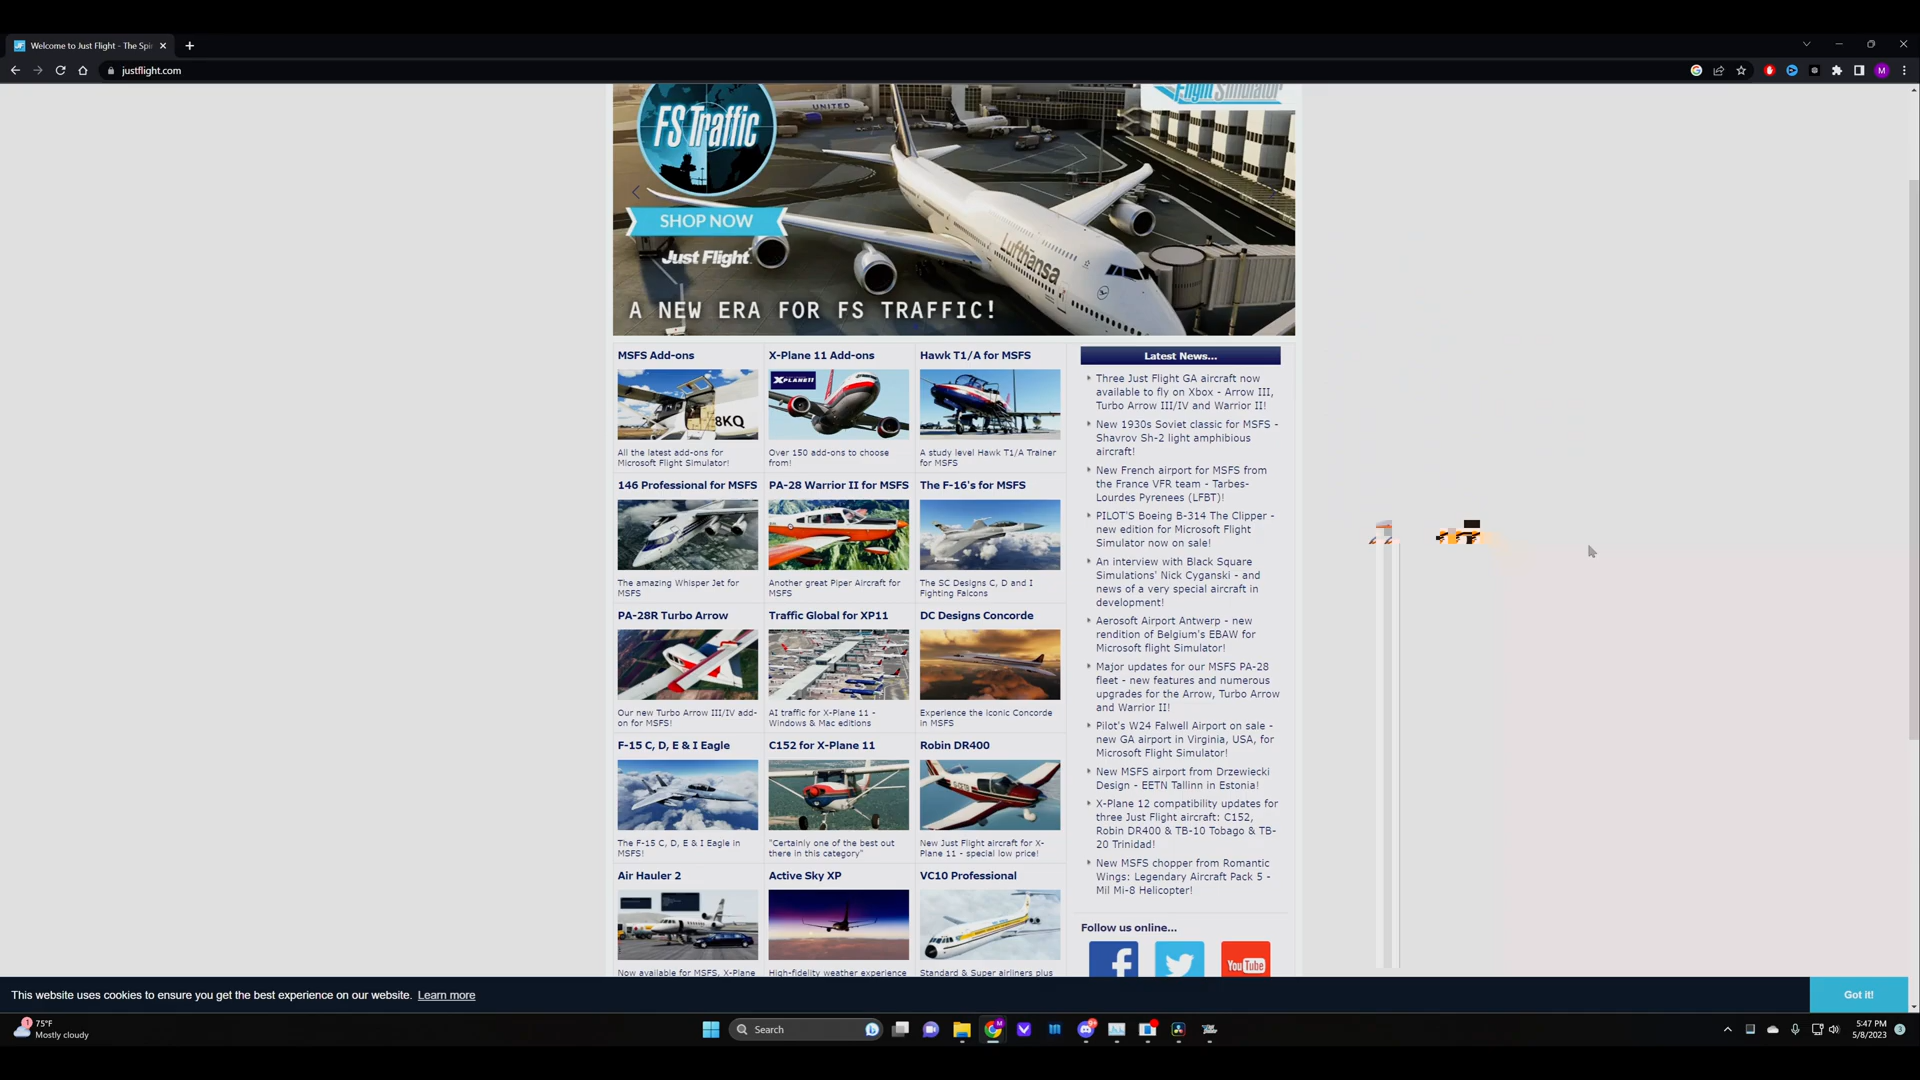 Welcome to Just Flight - The Spi
justflight.com
M
FS Traffic
UNITED
Flight Simulator
SHOP NOW
Just Flight
Lufthansa
A NEW ERA FOR FS TRAFFIC!
MSFS Add-ons
8KQ
All the latest add-ons for
Microsoft Flight Simulator!
X-Plane 11 Add-ons
X-PLANE 11
Over 150 add-ons to choose
from!
Hawk T1/A for MSFS
A study level Hawk T1/A Trainer
for MSFS
146 Professional for MSFS
The amazing Whisper Jet for
MSFS
PA-28 Warrior II for MSFS
Another great Piper Aircraft for
MSFS
The F-16's for MSFS
The SC Designs C, D and I
Fighting Falcons
PA-28R Turbo Arrow
Our new Turbo Arrow III/IV add-
on for MSFS!
Traffic Global for XP11
AI traffic for X-Plane 11 -
Windows & Mac editions
DC Designs Concorde
Experience the iconic Concorde
in MSFS
F-15 C, D, E & I Eagle
The F-15 C, D, E & I Eagle in
MSFS!
C152 for X-Plane 11
"Certainly one of the best out
there in this category"
Robin DR400
New Just Flight aircraft for X-
Plane 11 - special low price!
Air Hauler 2
Now available for MSFS, X-Plane
Active Sky XP
High-fidelity weather experience
VC10 Professional
Standard & Super airliners plus
Latest News...
Three Just Flight GA aircraft now
available to fly on Xbox - Arrow III,
Turbo Arrow III/IV and Warrior II!
New 1930s Soviet classic for MSFS -
Shavrov Sh-2 light amphibious
aircraft!
New French airport for MSFS from
the France VFR team - Tarbes-
Lourdes Pyrenees (LFBT)!
PILOT'S Boeing B-314 The Clipper -
new edition for Microsoft Flight
Simulator now on sale!
An interview with Black Square
Simulations' Nick Cyganski - and
news of a very special aircraft in
development!
Aerosoft Airport Antwerp - new
rendition of Belgium's EBAW for
Microsoft flight Simulator!
Major updates for our MSFS PA-28
fleet - new features and numerous
upgrades for the Arrow, Turbo Arrow
and Warrior II!
Pilot's W24 Falwell Airport on sale -
new GA airport in Virginia, USA, for
Microsoft Flight Simulator!
New MSFS airport from Drzewiecki
Design - EETN Tallinn in Estonia!
X-Plane 12 compatibility updates for
three Just Flight aircraft: C152,
Robin DR400 & TB-10 Tobago & TB-
20 Trinidad!
New MSFS chopper from Romantic
Wings: Legendary Aircraft Pack 5 -
Mil Mi-8 Helicopter!
Follow us online...
YouTube
This website uses cookies to ensure you get the best experience on our website. Learn more
Got it!
75°F
Mostly cloudy
Search
5:47 PM
5/8/2023
3